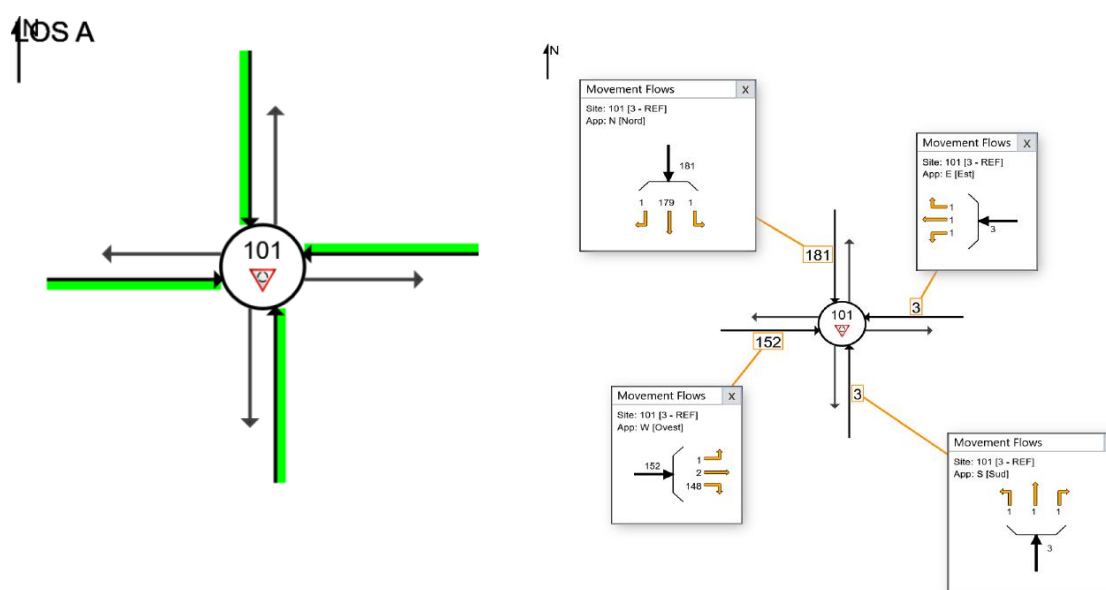 LOS A
N
101
N
Movement Flows X
Site: 101 [3 - REF]
App: N [Nord]
181
1 179 1
Movement Flows X
Site: 101 [3 - REF]
App: E [Est]
1
1
1
3
181
3
101
152
3
Movement Flows X
Site: 101 [3 - REF]
App: W [Ovest]
152
1
2
148
Movement Flows
Site: 101 [3 - REF]
App: S [Sud]
1 1 1
3